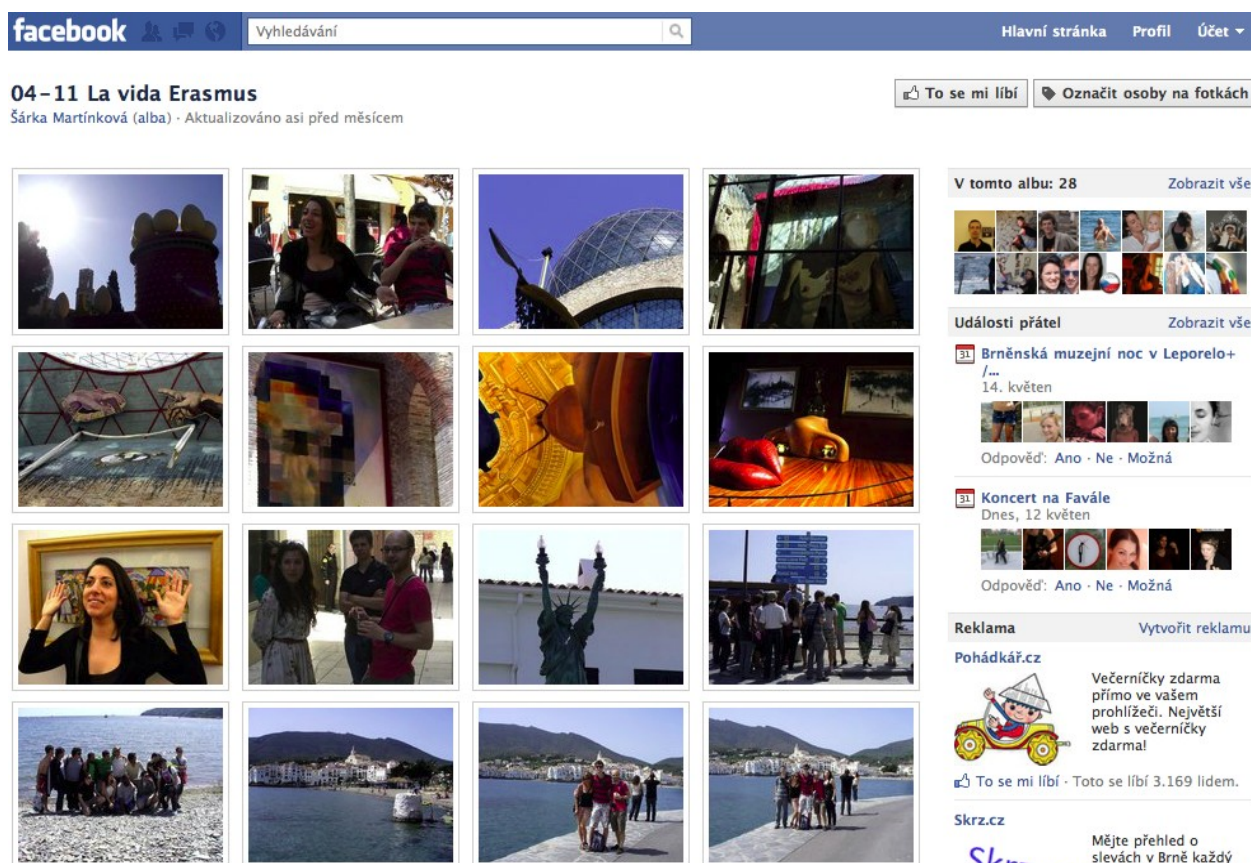 facebook
Vyhledávání
Hlavní stránka
Profil
Účet
04-11 La vida Erasmus
Šárka Martínková (alba) · Aktualizováno asi před měsícem
To se mi líbí
Označit osoby na fotkách
V tomto albu: 28
Zobrazit vše
Události přátel
Zobrazit vše
31
Brněnská muzejní noc v Leporelo+
/...
14. květen
Odpověď: Ano · Ne · Možná
31
Koncert na Favále
Dnes, 12 květen
Odpověď: Ano · Ne · Možná
Reklama
Vytvořit reklamu
Pohádkář.cz
Večerníčky zdarma
přímo ve vašem
prohlížeči. Největší
web s večerníčky
zdarma!
To se mi líbí · Toto se líbí 3.169 lidem.
Skrz.cz
Mějte přehled o
slevách v Brně každý